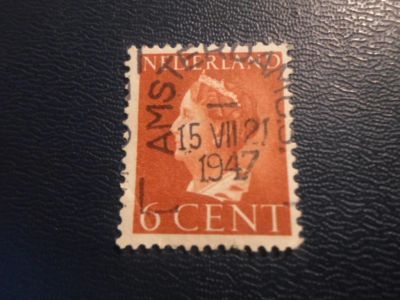 NEDERLAND
AMSTERDAM
15 VII 21
1947
6 CENT